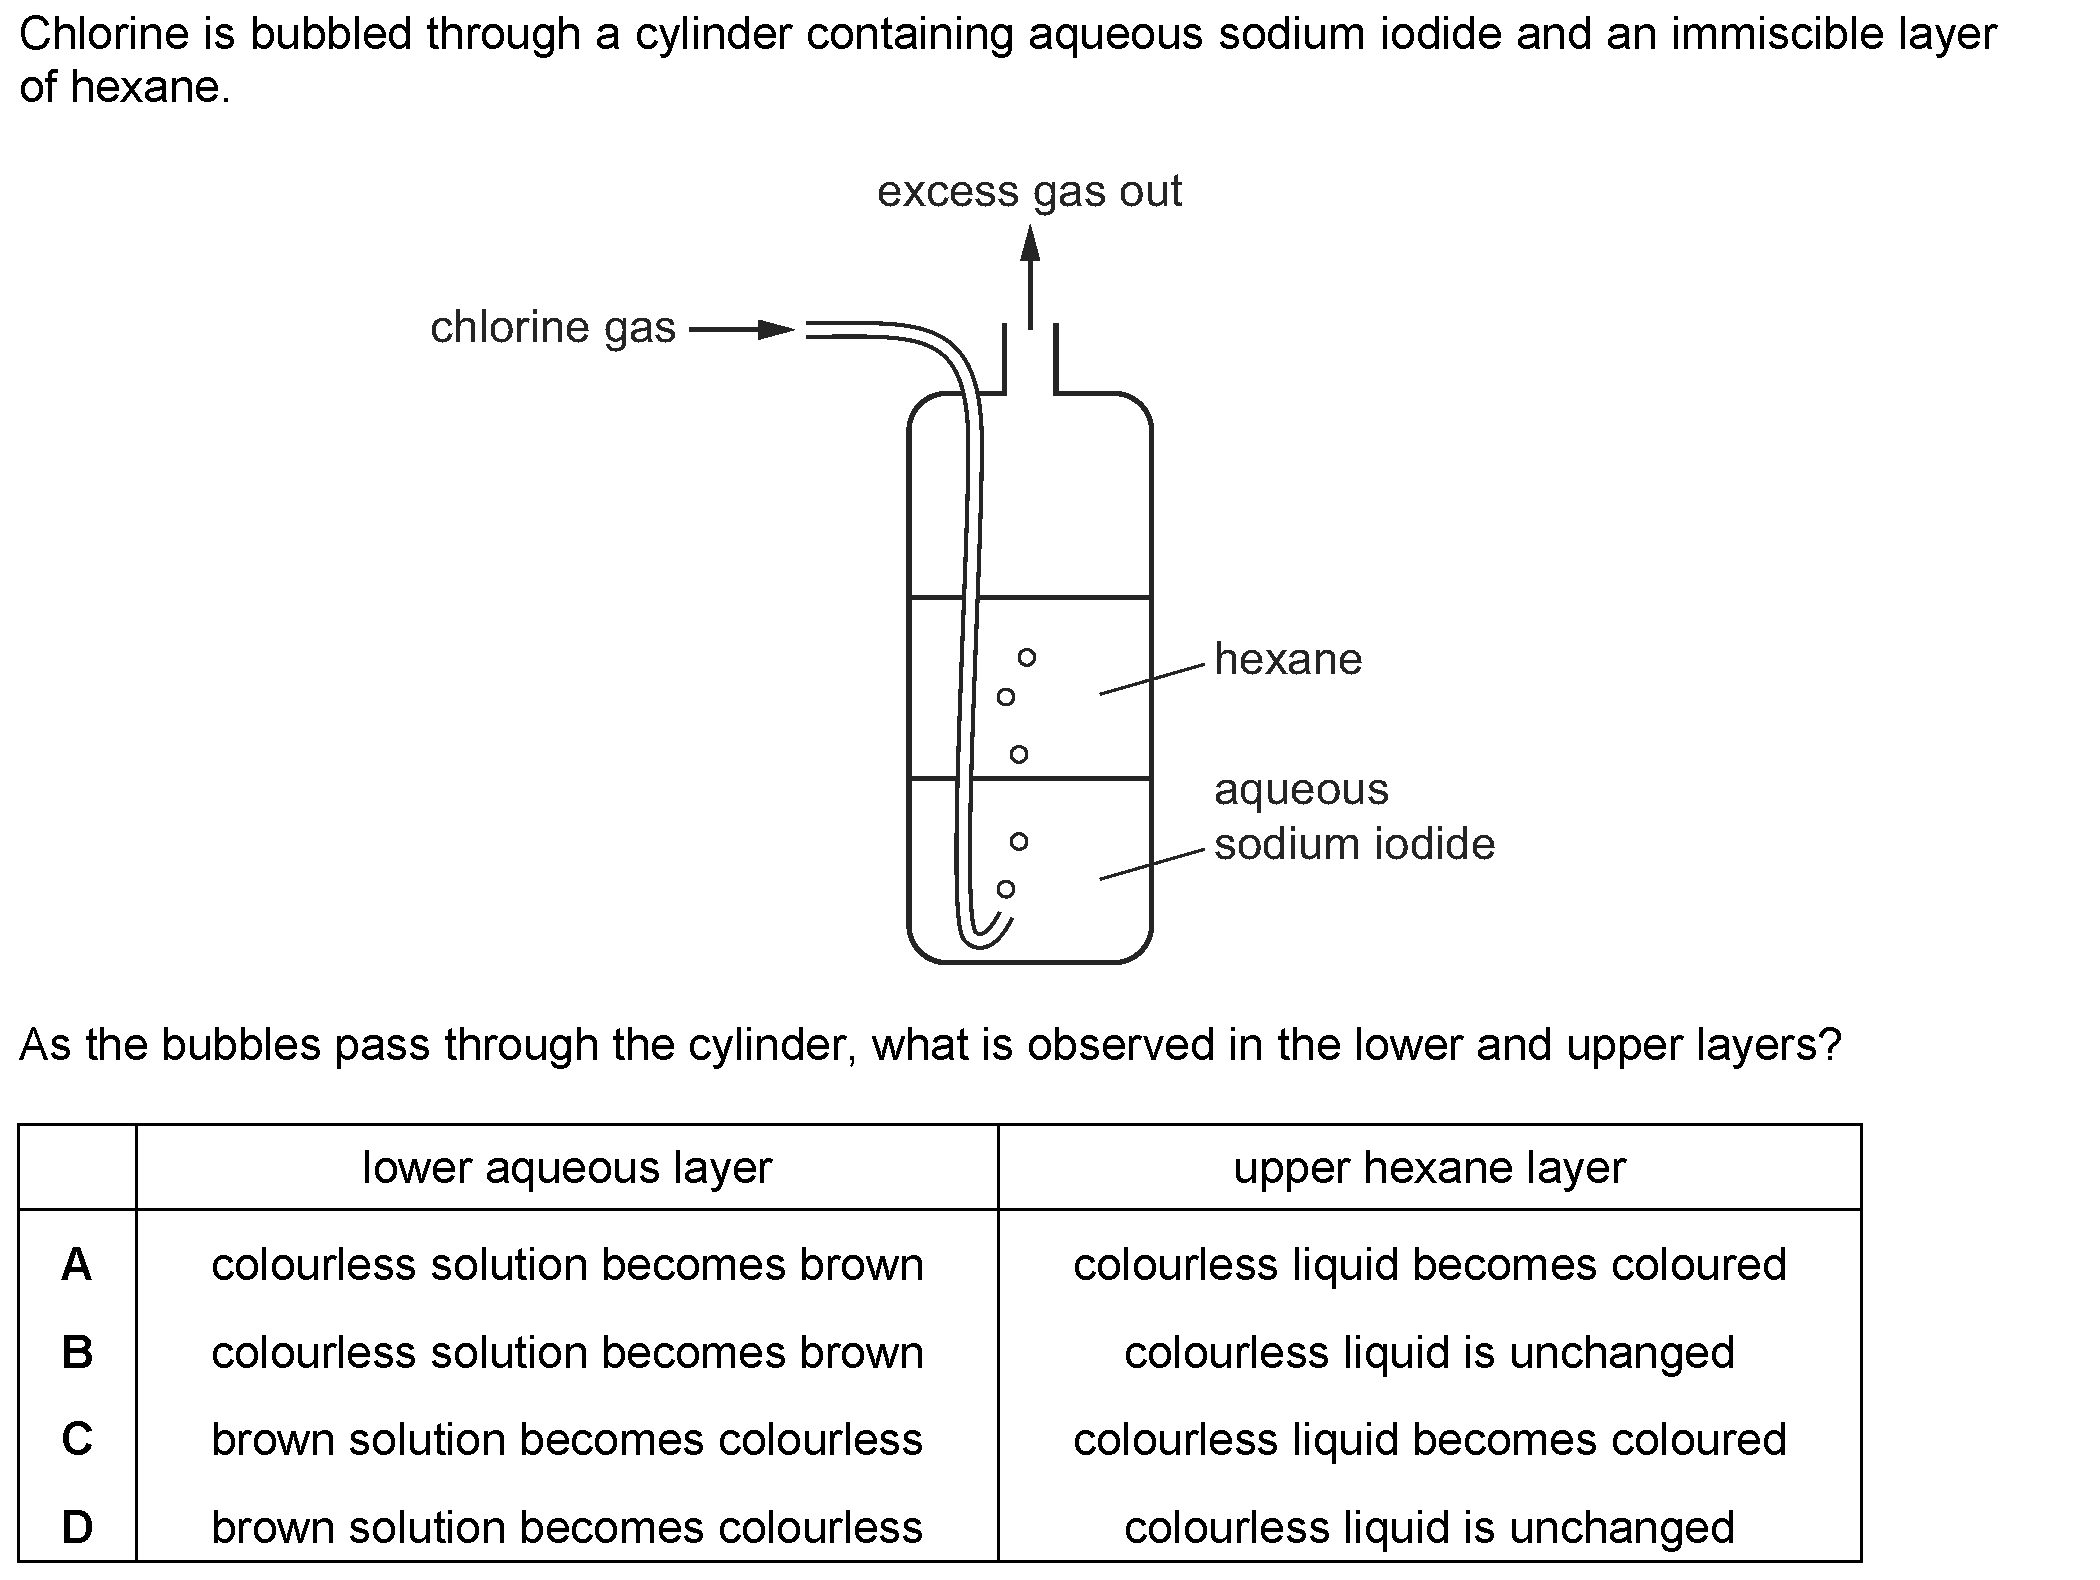 Chlorine is bubbled through a cylinder containing aqueous sodium iodide and an immiscible layer
of hexane.
excess gas out
chlorine gas
hexane
aqueous
sodium iodide
As the bubbles pass through the cylinder, what is observed in the lower and upper layers?
lower aqueous layer upper hexane layer
A colourless solution becomes brown colourless liquid becomes coloured
B colourless solution becomes brown colourless liquid is unchanged
C brown solution becomes colourless colourless liquid becomes coloured
D brown solution becomes colourless colourless liquid is unchanged